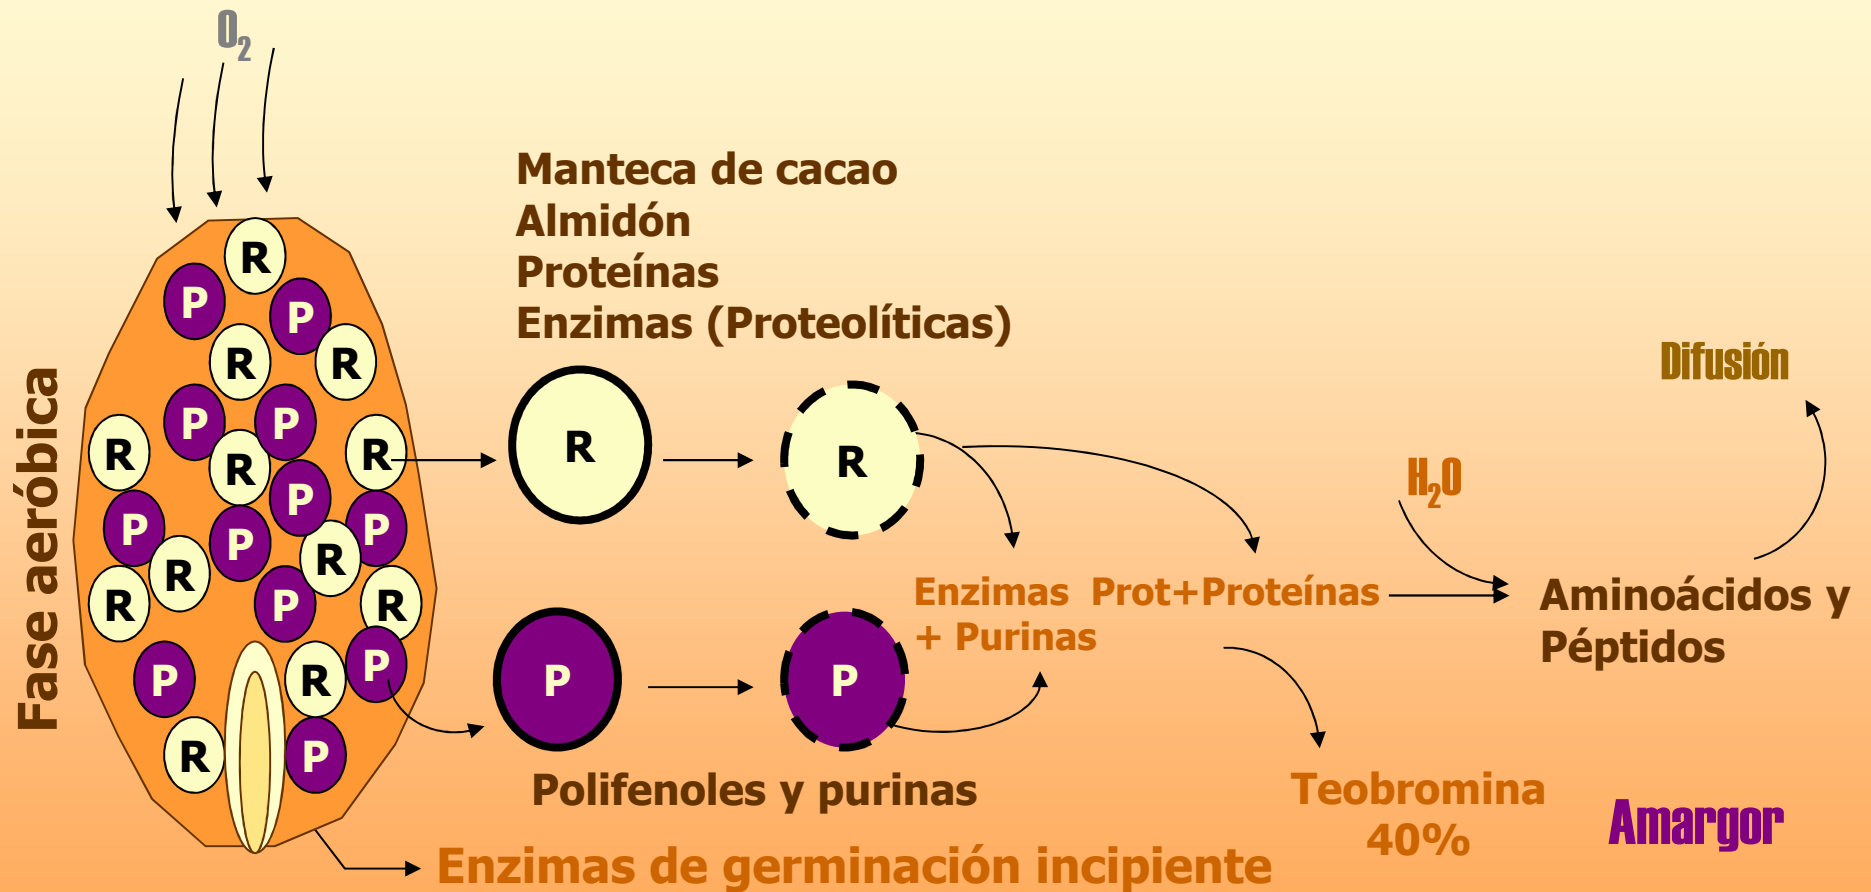 O₂
Fase aeróbica
Manteca de cacao
Almidón
Proteínas
Enzimas (Proteolíticas)
R
P
P
R
R
P
P
R
R
R
P
P
P
P
R
R
R
P
R
P
R
P
R
P
R
R
Difusión
H₂O
Enzimas Prot+Proteínas
+ Purinas
Aminoácidos y
Péptidos
P
P
Polifenoles y purinas
Teobromina
40%
Amargor
Enzimas de germinación incipiente